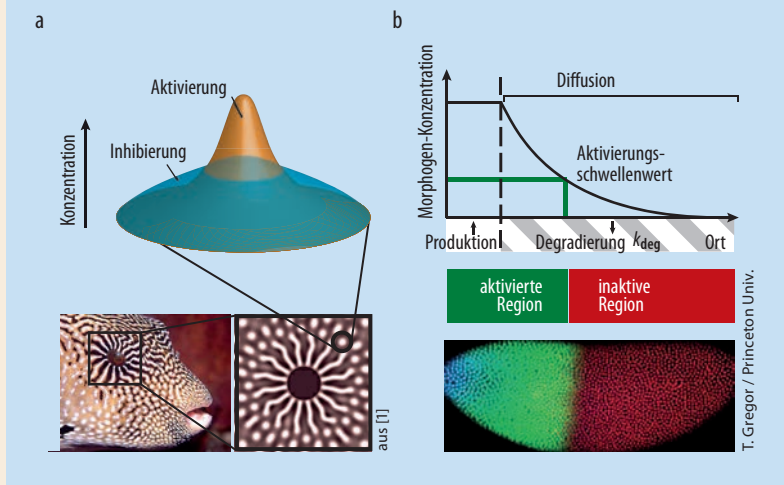 a
Aktivierung
Inhibierung
Konzentration
aus [1]
b
Diffusion
Morphogen-Konzentration
Aktivierungs-
schwellenwert
Produktion
Degradierung k_deg
Ort
aktivierte
Region
inaktive
Region
T. Gregor / Princeton Univ.